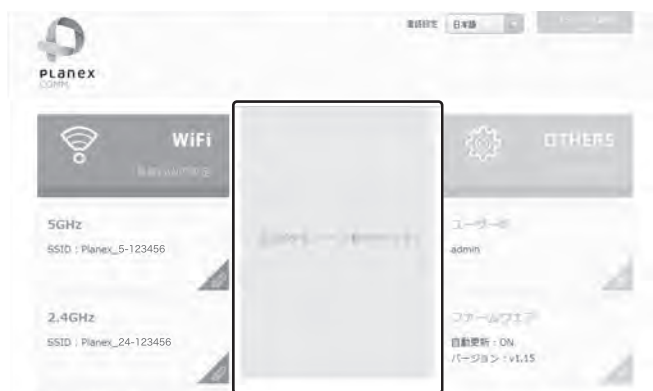 PLANEX
COMM.
言語設定
日本語
WiFi
OTHERS
5GHz
SSID : Planex_5-123456
2.4GHz
SSID : Planex_24-123456
ユーザー名
admin
ファームウェア
自動更新 : ON
バージョン : v1.15